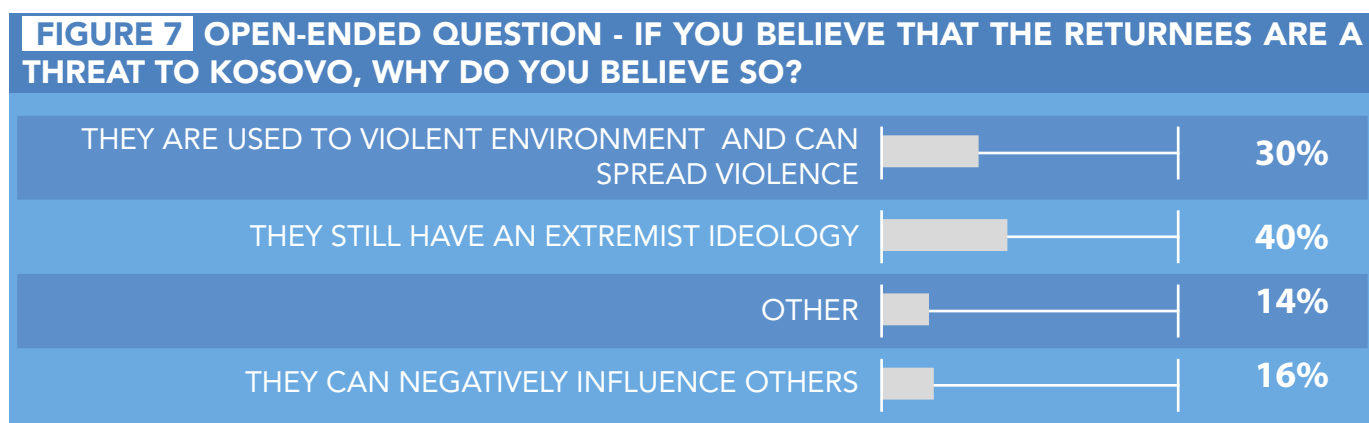 FIGURE 7 OPEN-ENDED QUESTION - IF YOU BELIEVE THAT THE RETURNEES ARE A
THREAT TO KOSOVO, WHY DO YOU BELIEVE SO?
THEY ARE USED TO VIOLENT ENVIRONMENT AND CAN
SPREAD VIOLENCE
30%
THEY STILL HAVE AN EXTREMIST IDEOLOGY
40%
OTHER
14%
THEY CAN NEGATIVELY INFLUENCE OTHERS
16%